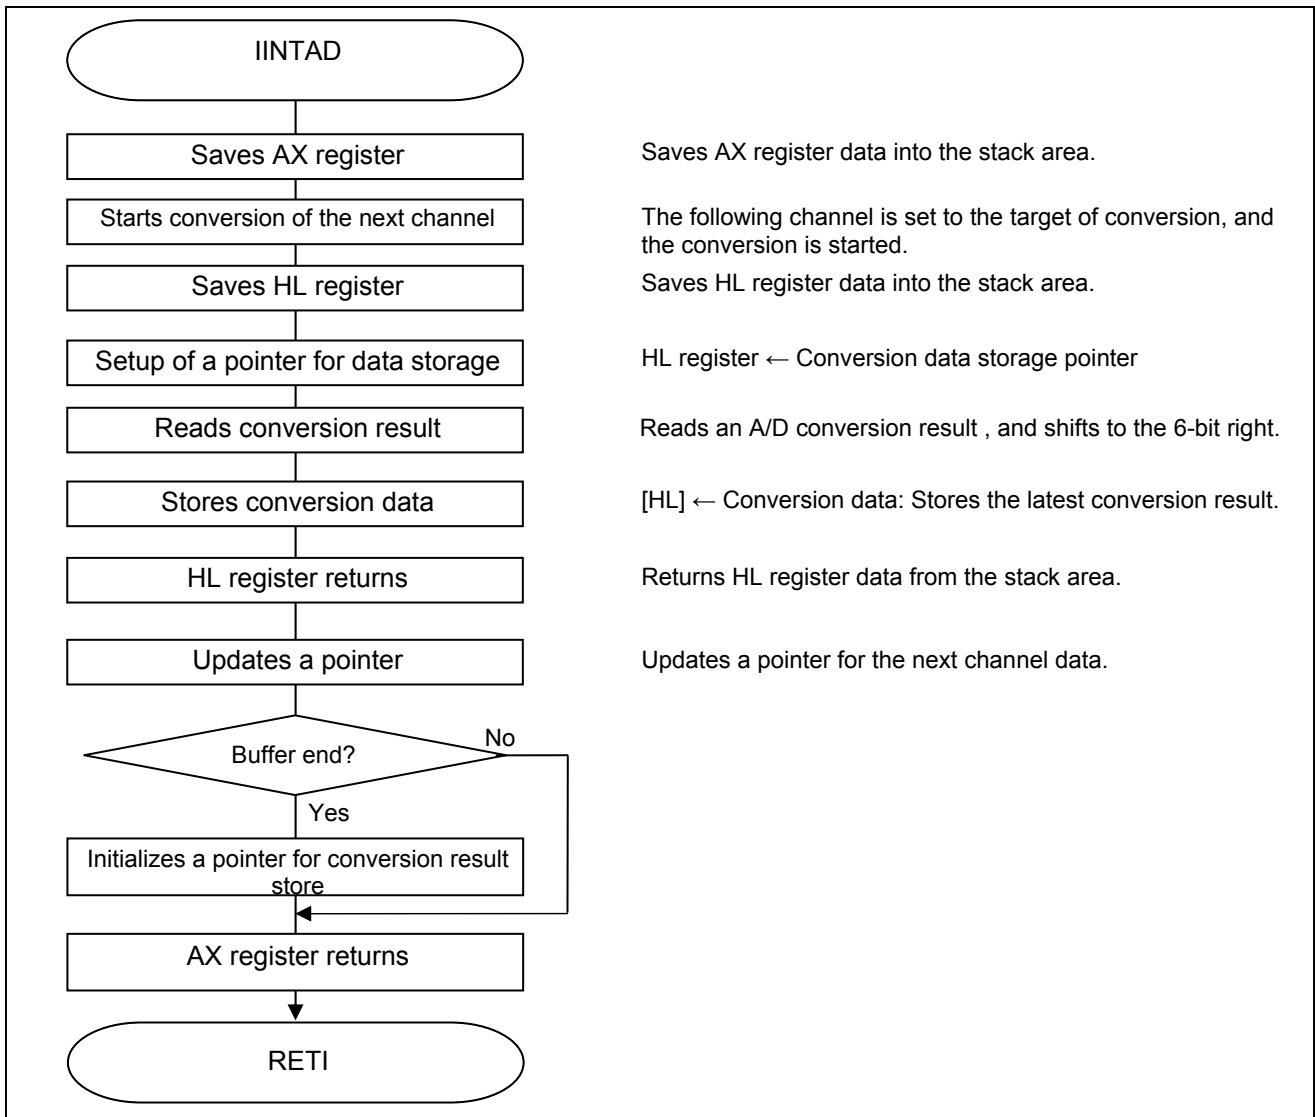 IINTAD
Saves AX register
Saves AX register data into the stack area.
Starts conversion of the next channel
The following channel is set to the target of conversion, and
the conversion is started.
Saves HL register
Saves HL register data into the stack area.
Setup of a pointer for data storage
HL register ← Conversion data storage pointer
Reads conversion result
Reads an A/D conversion result , and shifts to the 6-bit right.
Stores conversion data
[HL] ← Conversion data: Stores the latest conversion result.
HL register returns
Returns HL register data from the stack area.
Updates a pointer
Updates a pointer for the next channel data.
Buffer end?
No
Yes
Initializes a pointer for conversion result
store
AX register returns
RETI